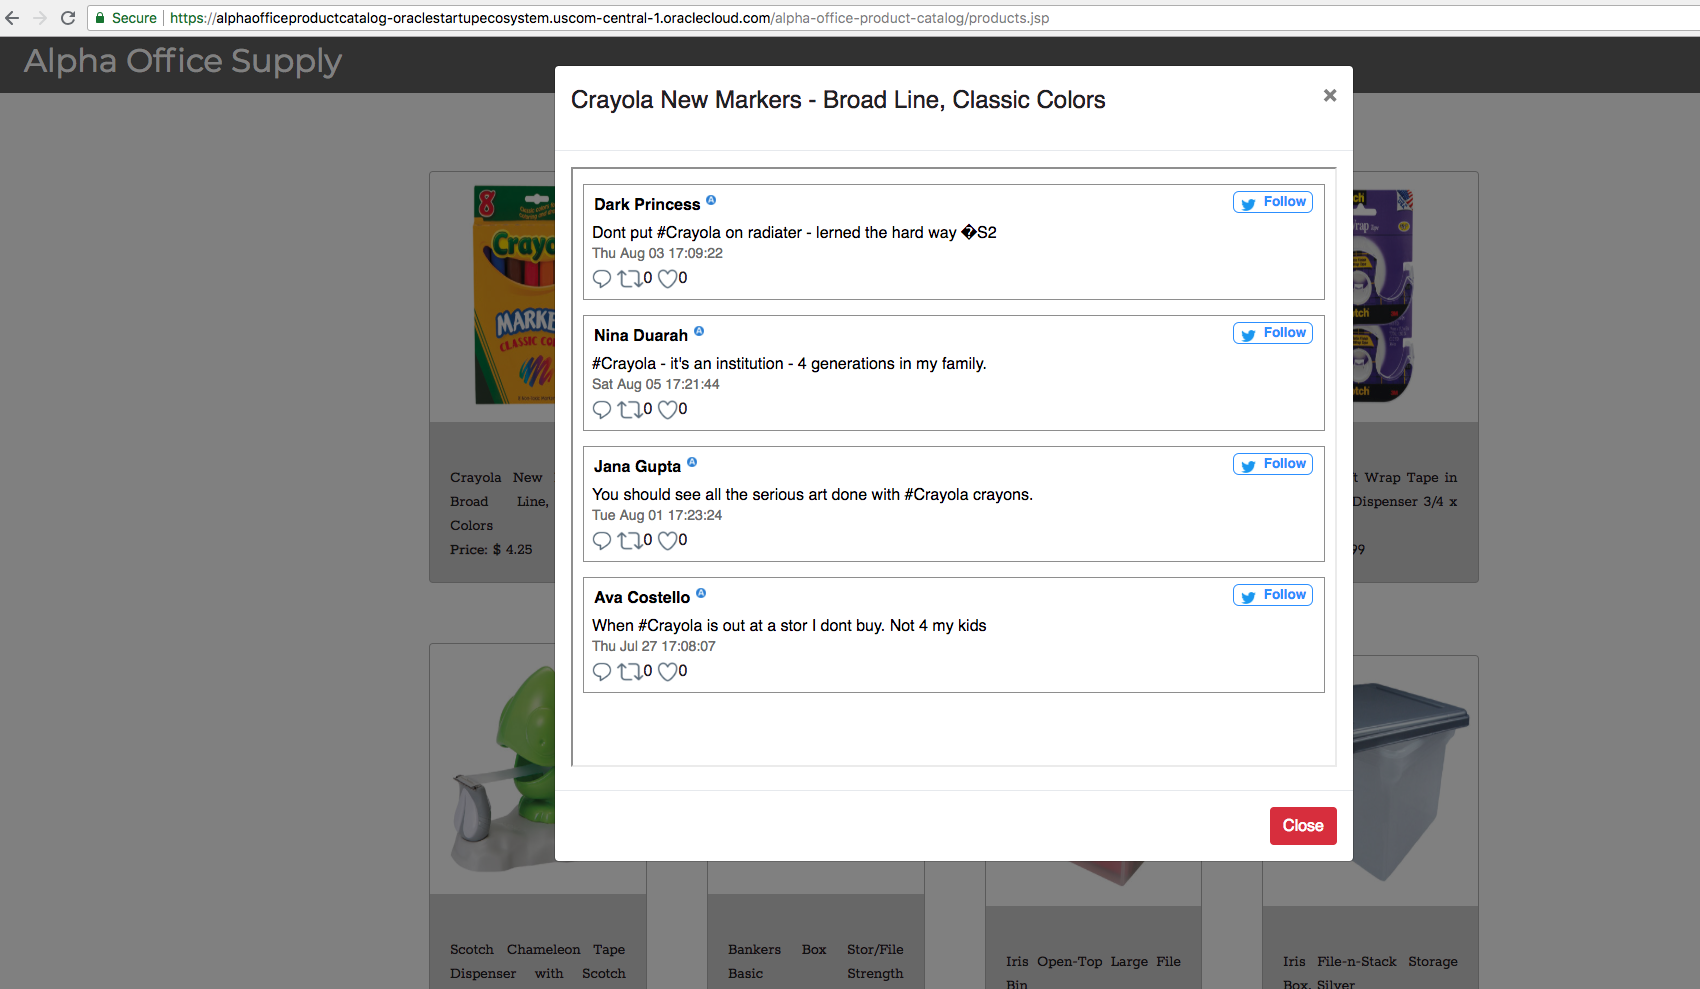 Secure https://alphaofficeproductcatalog-oraclestartupecosystem.uscom-central-1.oraclecloud.com/alpha-office-product-catalog/products.jsp
Alpha Office Supply
Crayola New Markers - Broad Line, Classic Colors
×
Dark Princess
Follow
Dont put #Crayola on radiater - lerned the hard way �S2
Thu Aug 03 17:09:22
0 0
Nina Duarah
Follow
#Crayola - it's an institution - 4 generations in my family.
Sat Aug 05 17:21:44
0 0
Jana Gupta
Follow
You should see all the serious art done with #Crayola crayons.
Tue Aug 01 17:23:24
0 0
Ava Costello
Follow
When #Crayola is out at a stor I dont buy. Not 4 my kids
Thu Jul 27 17:08:07
0 0
Close
8
Crayo
MARKE
CLASSIC CO
Crayola New
Broad Line,
Colors
Price: $ 4.25
t Wrap Tape in
Dispenser 3/4 x
99
Scotch Chameleon Tape
Dispenser with Scotch
Bankers Box Stor/File
Basic Strength
Iris Open-Top Large File
Bin
Iris File-n-Stack Storage
Box, Silver